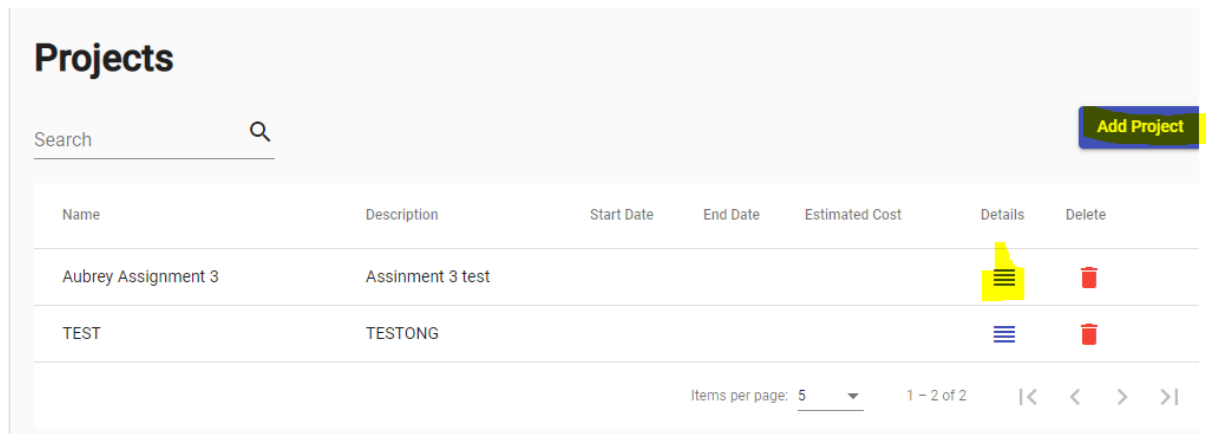 Projects
Search
Add Project
Name Description Start Date End Date Estimated Cost Details Delete
Aubrey Assignment 3 Assinment 3 test
TEST TESTONG
Items per page: 5 1 – 2 of 2